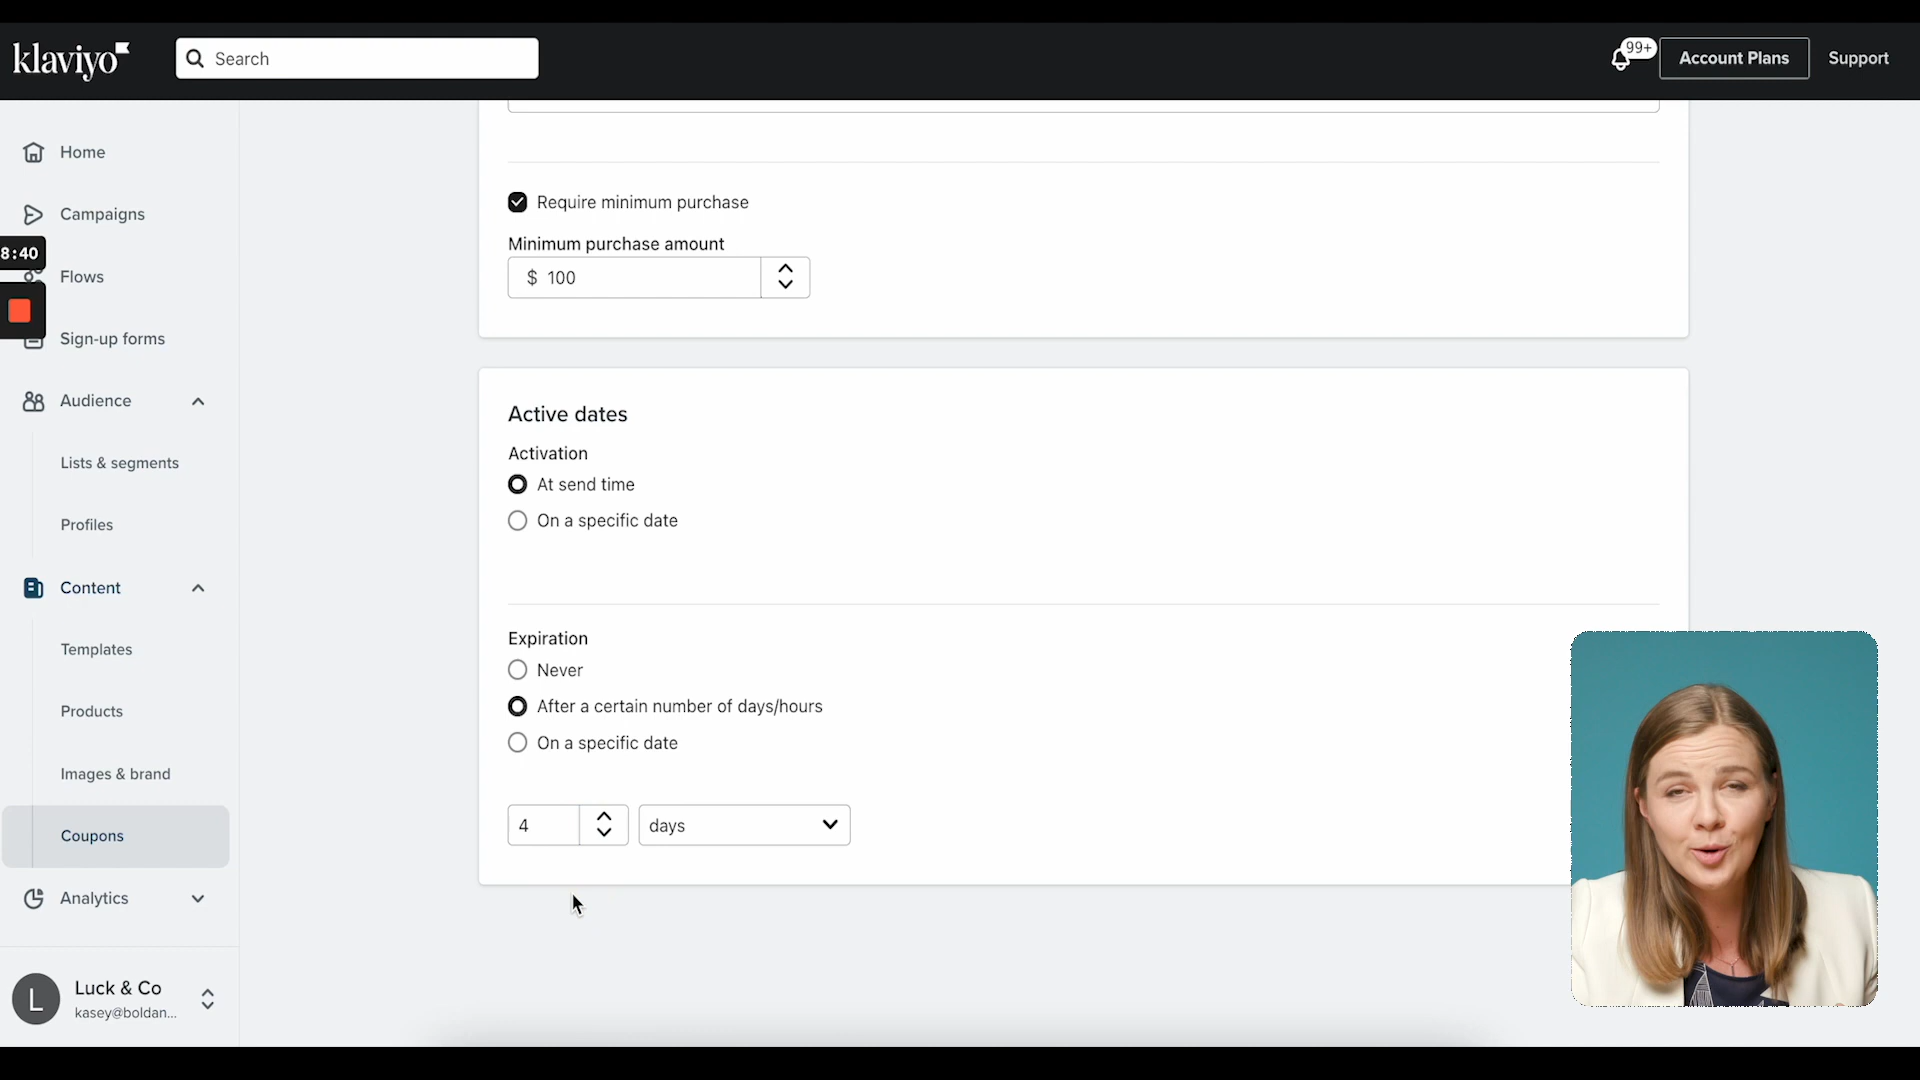 klaviyo
Search
99+
Account Plans
Support
Home
Campaigns
8:40
Flows
Sign-up forms
Audience
Lists & segments
Profiles
Content
Templates
Products
Images & brand
Coupons
Analytics
L
Luck & Co
kasey@boldan...
Require minimum purchase
Minimum purchase amount
$ 100
Active dates
Activation
At send time
On a specific date
Expiration
Never
After a certain number of days/hours
On a specific date
4
days